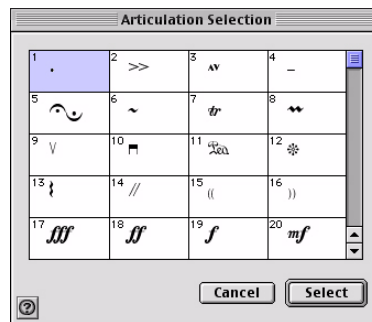 Articulation Selection
1 . 2 >> 3 ^v 4 –
5 6 ~ 7 tr 8
9 V 10 11 Ped 12
13 14 // 15 (( 16 ))
17 fff 18 ff 19 f 20 mf
Cancel Select
?